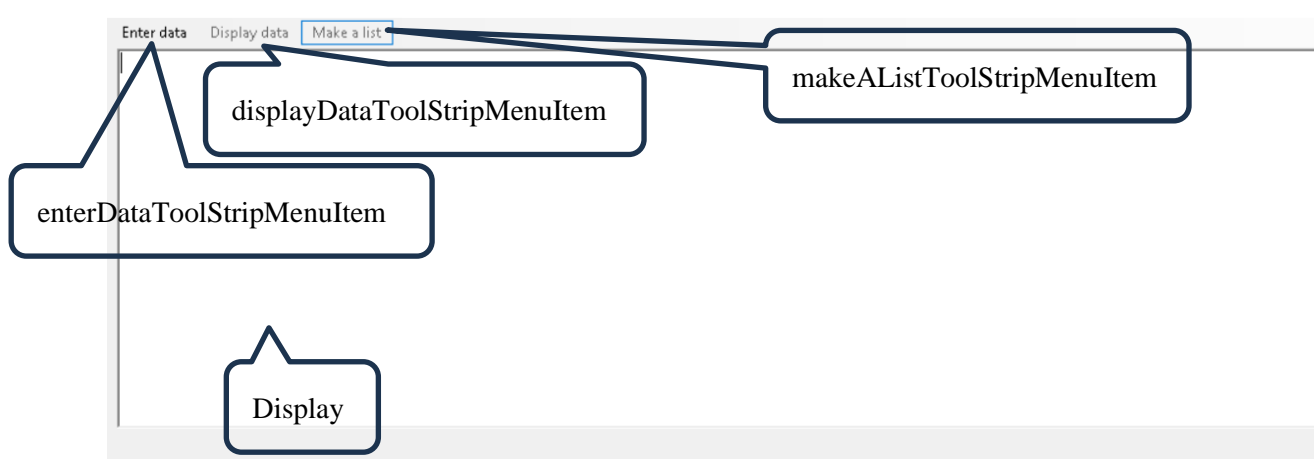 Enter data Display data Make a list
makeAListToolStripMenuItem
displayDataToolStripMenuItem
enterDataToolStripMenuItem
Display